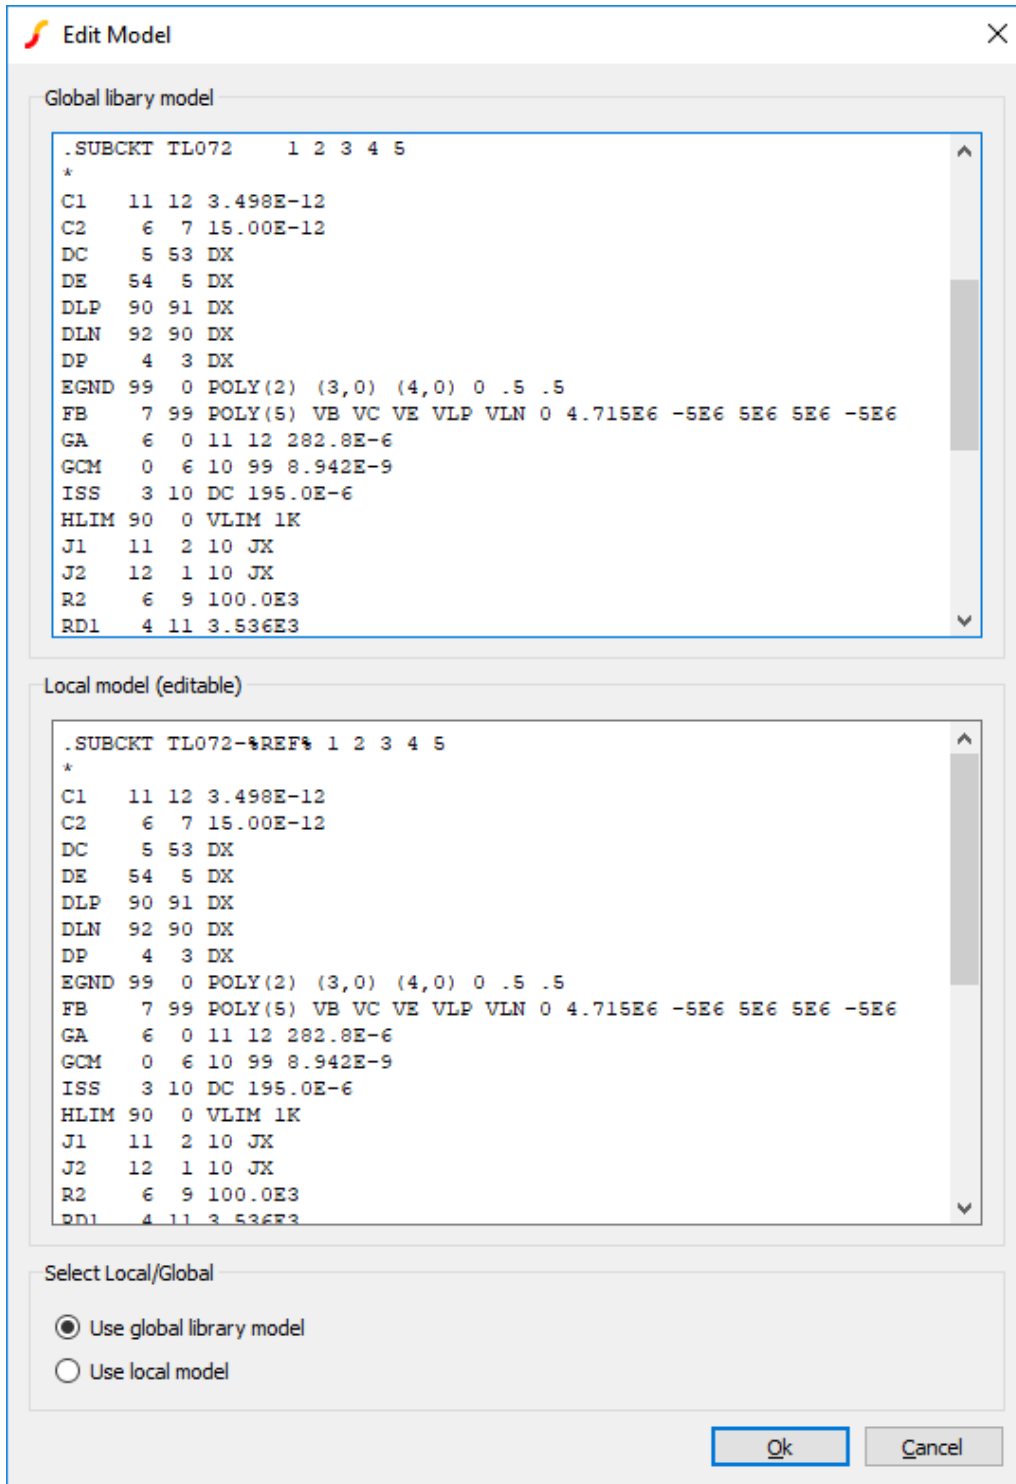 Edit Model
Global libary model
.SUBCKT TL072    1 2 3 4 5
*
C1   11 12 3.498E-12
C2    6  7 15.00E-12
DC    5 53 DX
DE   54  5 DX
DLP  90 91 DX
DLN  92 90 DX
DP    4  3 DX
EGND 99  0 POLY(2) (3,0) (4,0) 0 .5 .5
FB    7 99 POLY(5) VB VC VE VLP VLN 0 4.715E6 -5E6 5E6 5E6 -5E6
GA    6  0 11 12 282.8E-6
GCM   0  6 10 99 8.942E-9
ISS   3 10 DC 195.0E-6
HLIM 90  0 VLIM 1K
J1   11  2 10 JX
J2   12  1 10 JX
R2    6  9 100.0E3
RD1   4 11 3.536E3
Local model (editable)
.SUBCKT TL072-%REF% 1 2 3 4 5
*
C1   11 12 3.498E-12
C2    6  7 15.00E-12
DC    5 53 DX
DE   54  5 DX
DLP  90 91 DX
DLN  92 90 DX
DP    4  3 DX
EGND 99  0 POLY(2) (3,0) (4,0) 0 .5 .5
FB    7 99 POLY(5) VB VC VE VLP VLN 0 4.715E6 -5E6 5E6 5E6 -5E6
GA    6  0 11 12 282.8E-6
GCM   0  6 10 99 8.942E-9
ISS   3 10 DC 195.0E-6
HLIM 90  0 VLIM 1K
J1   11  2 10 JX
J2   12  1 10 JX
R2    6  9 100.0E3
RD1   4 11 3.536E3
Select Local/Global
Use global library model
Use local model
Ok Cancel